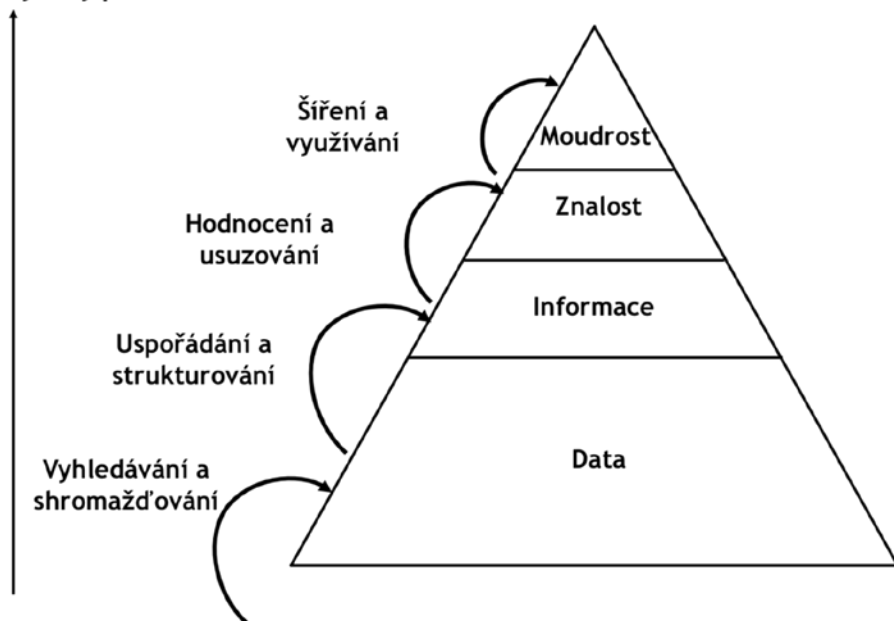 Šíření a
využívání
Moudrost
Hodnocení a
usuzování
Znalost
Uspořádání a
strukturování
Informace
Vyhledávání a
shromažďování
Data